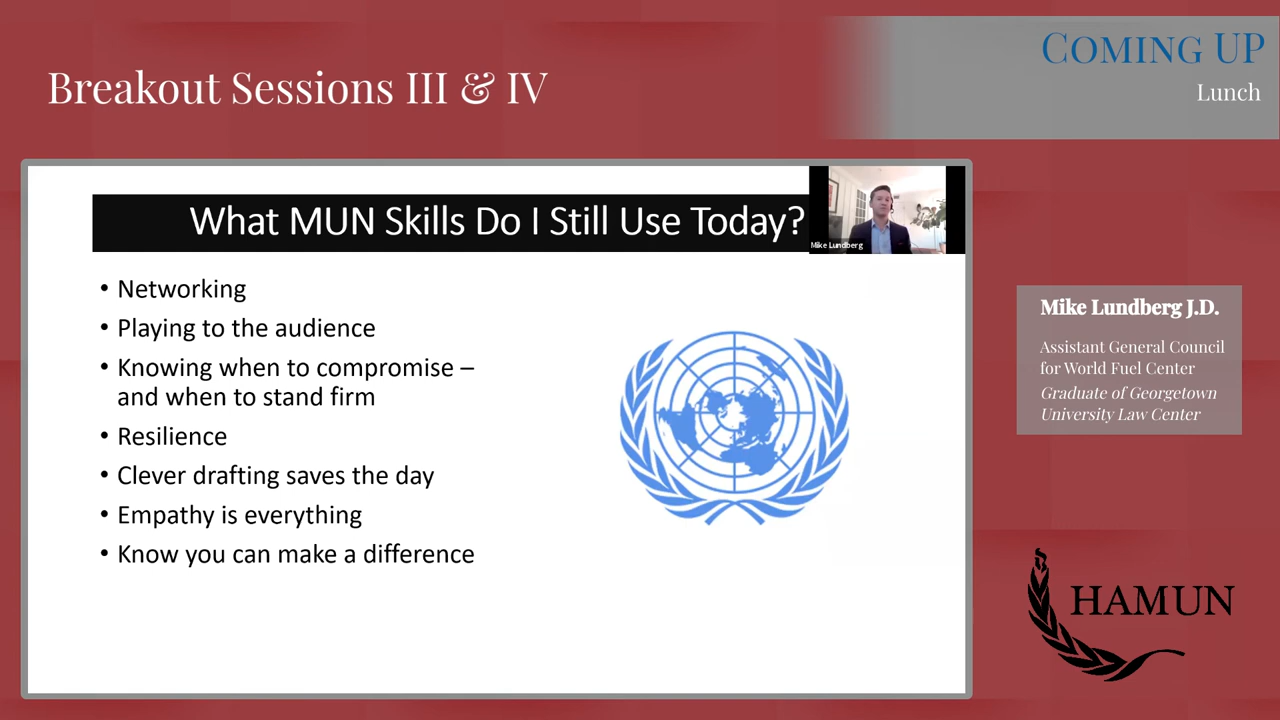 Breakout Sessions III & IV
COMING UP
Lunch
What MUN Skills Do I Still Use Today?
Mike Lundberg
• Networking
• Playing to the audience
• Knowing when to compromise –
and when to stand firm
• Resilience
• Clever drafting saves the day
• Empathy is everything
• Know you can make a difference
Mike Lundberg J.D.
Assistant General Council
for World Fuel Center
Graduate of Georgetown
University Law Center
HAMUN